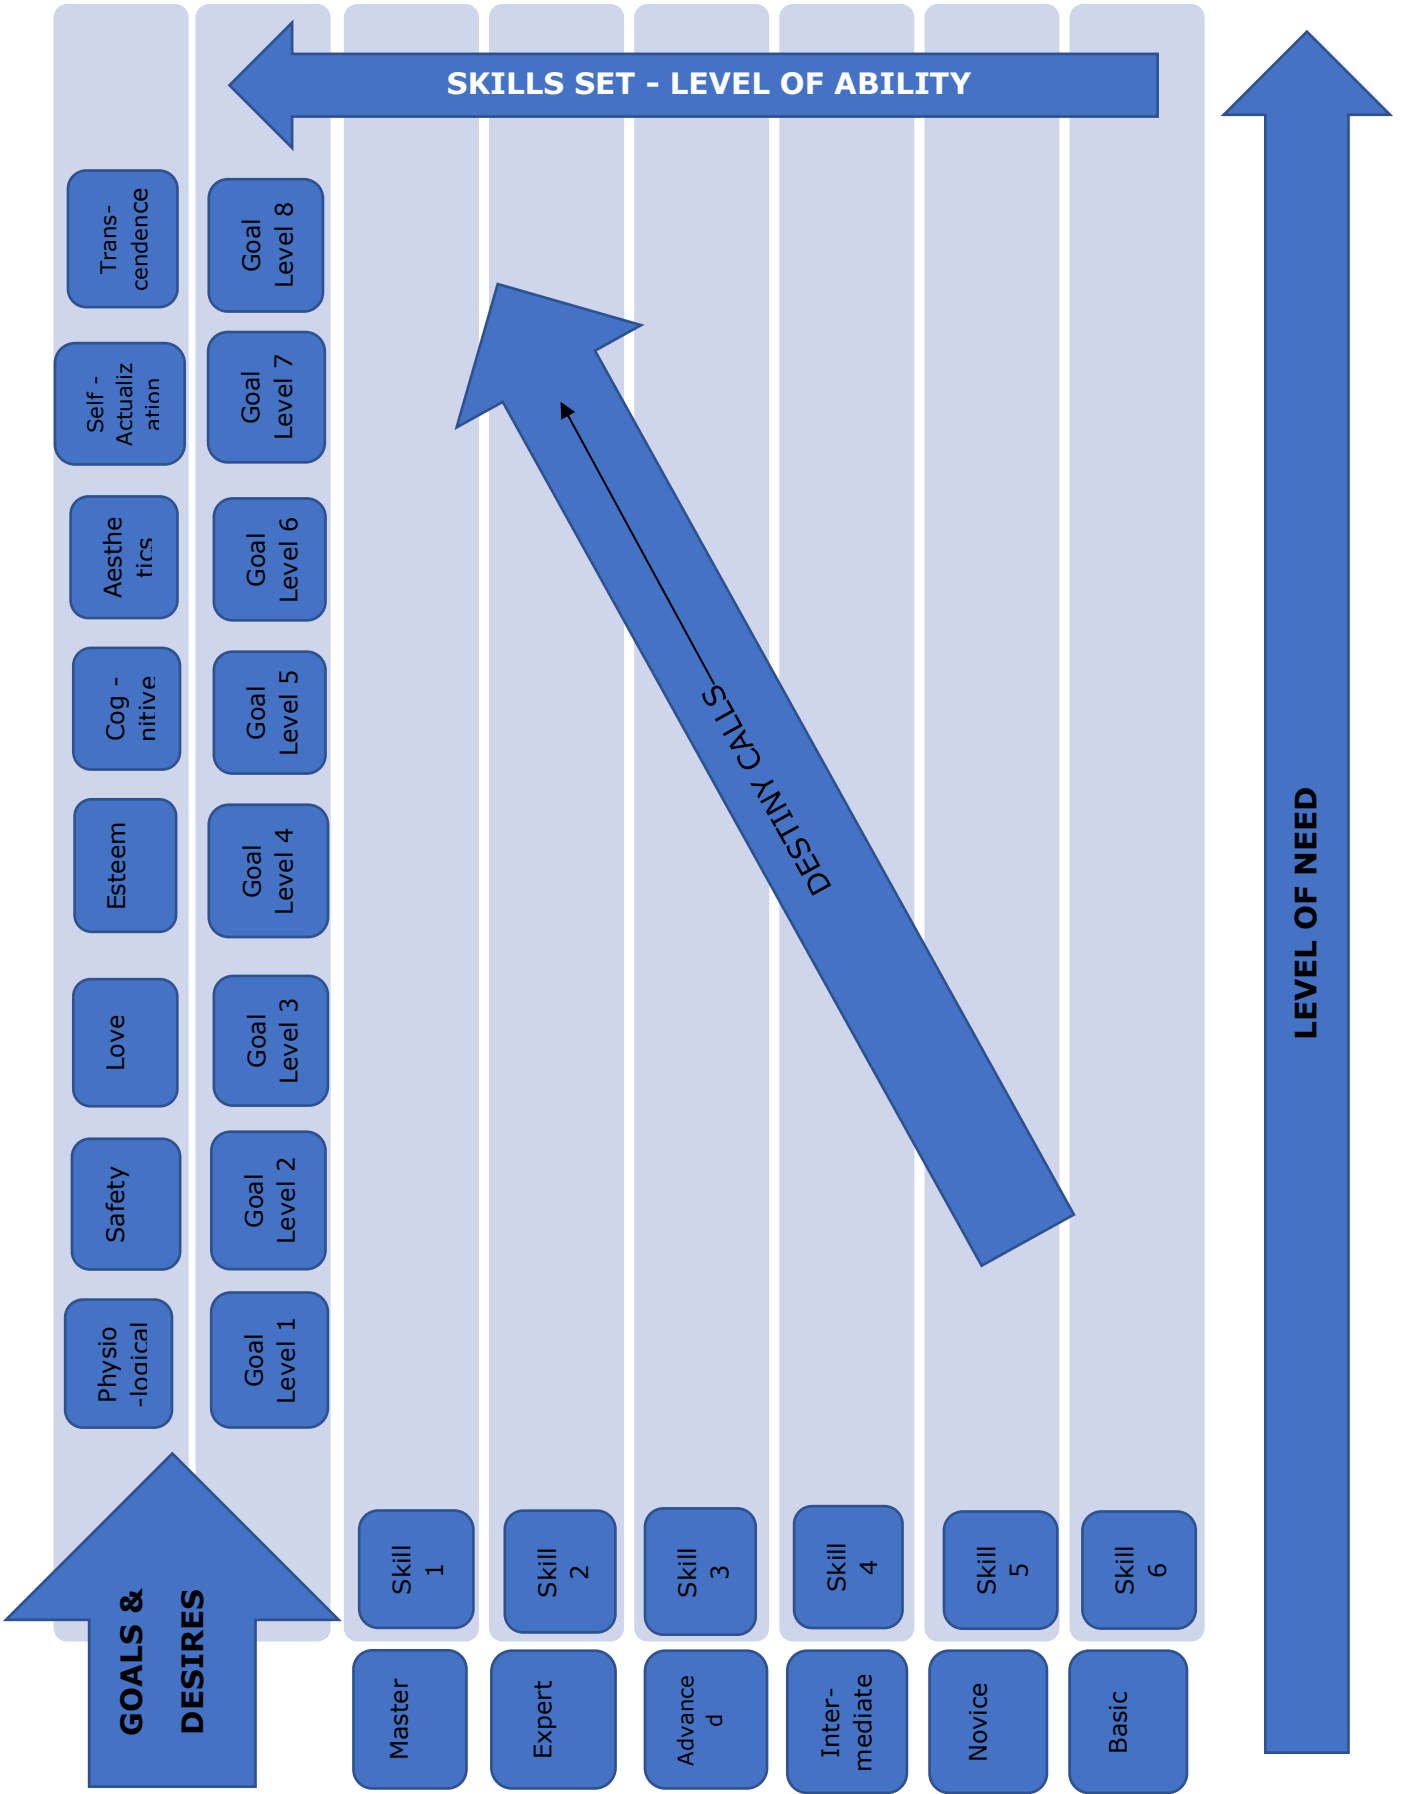 SKILLS SET – LEVEL OF ABILITY
Trans-
cendence
Goal
Level 8
Self -
Actualiz
ation
Goal
Level 7
Aesthe
tics
Goal
Level 6
Cog -
nitive
Goal
Level 5
Esteem
Goal
Level 4
Love
Goal
Level 3
Safety
Goal
Level 2
Physio
-logical
Goal
Level 1
DESTINY CALLS
LEVEL OF NEED
GOALS &
DESIRES
Skill
1
Skill
2
Skill
3
Skill
4
Skill
5
Skill
6
Master
Expert
Advance
d
Inter-
mediate
Novice
Basic